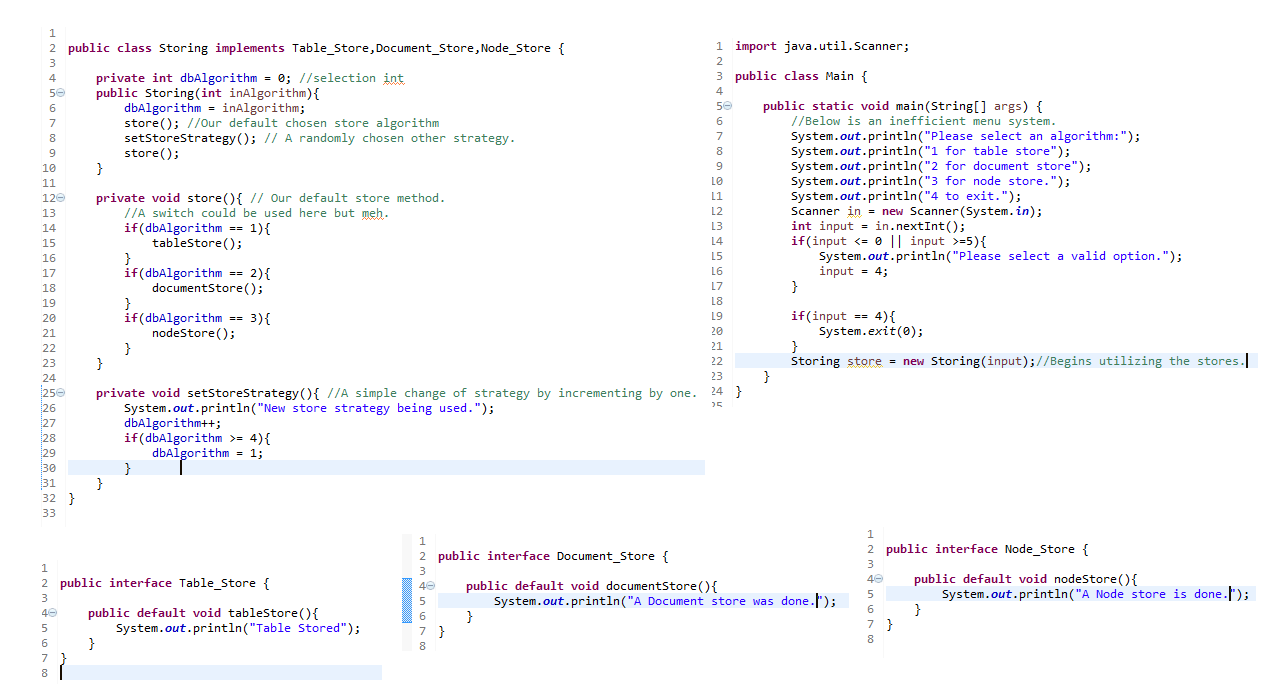 1
2 public class Storing implements Table_Store,Document_Store,Node_Store {
3
4     private int dbAlgorithm = 0; //selection int
5     public Storing(int inAlgorithm){
6         dbAlgorithm = inAlgorithm;
7         store(); //Our default chosen store algorithm
8         setStoreStrategy(); // A randomly chosen other strategy.
9         store();
10     }
11
12     private void store(){ // Our default store method.
13         //A switch could be used here but meh.
14         if(dbAlgorithm == 1){
15             tableStore();
16         }
17         if(dbAlgorithm == 2){
18             documentStore();
19         }
20         if(dbAlgorithm == 3){
21             nodeStore();
22         }
23     }
24
25     private void setStoreStrategy(){ //A simple change of strategy by incrementing by one.
26         System.out.println("New store strategy being used.");
27         dbAlgorithm++;
28         if(dbAlgorithm >= 4){
29             dbAlgorithm = 1;
30         }
31     }
32 }
33
1 import java.util.Scanner;
2
3 public class Main {
4
5     public static void main(String[] args) {
6         //Below is an inefficient menu system.
7         System.out.println("Please select an algorithm:");
8         System.out.println("1 for table store");
9         System.out.println("2 for document store");
10         System.out.println("3 for node store.");
11         System.out.println("4 to exit.");
12         Scanner in = new Scanner(System.in);
13         int input = in.nextInt();
14         if(input <= 0 || input >=5){
15             System.out.println("Please select a valid option.");
16             input = 4;
17         }
18
19         if(input == 4){
20             System.exit(0);
21         }
22         Storing store = new Storing(input);//Begins utilizing the stores.
23     }
24 }
25
1
2 public interface Table_Store {
3
4     public default void tableStore(){
5         System.out.println("Table Stored");
6     }
7 }
8
1
2 public interface Document_Store {
3
4     public default void documentStore(){
5         System.out.println("A Document store was done.");
6     }
7 }
8
1
2 public interface Node_Store {
3
4     public default void nodeStore(){
5         System.out.println("A Node store is done.");
6     }
7 }
8